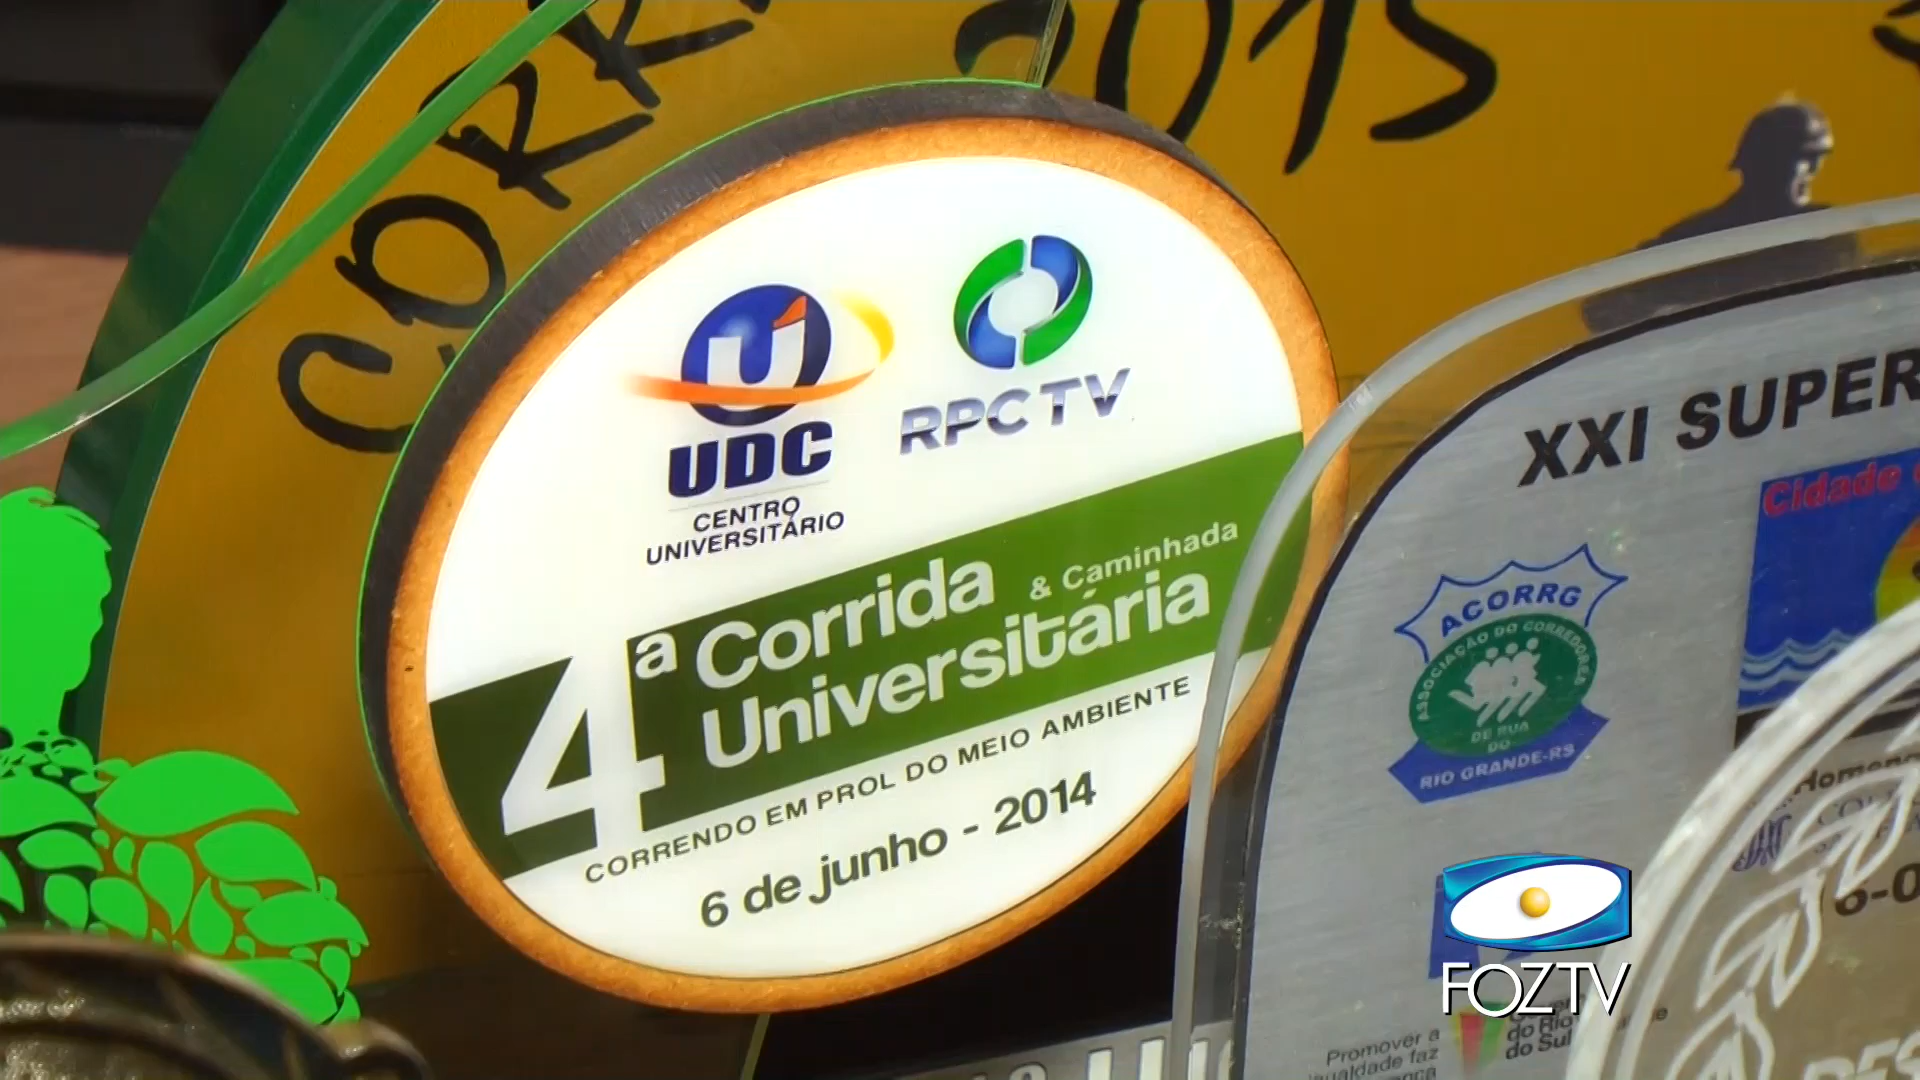 2015
UDC
CENTRO
UNIVERSITÁRIO
RPC TV
4ª Corrida & Caminhada
Universitária
CORRENDO EM PROL DO MEIO AMBIENTE
6 de junho - 2014
XXI SUPER
Cidade
ACORRG
ASSOCIAÇÃO DO CORREDORES
DE RUA
DO
RIO GRANDE-RS
FOZTV
Promover a
do Rio
do Sul